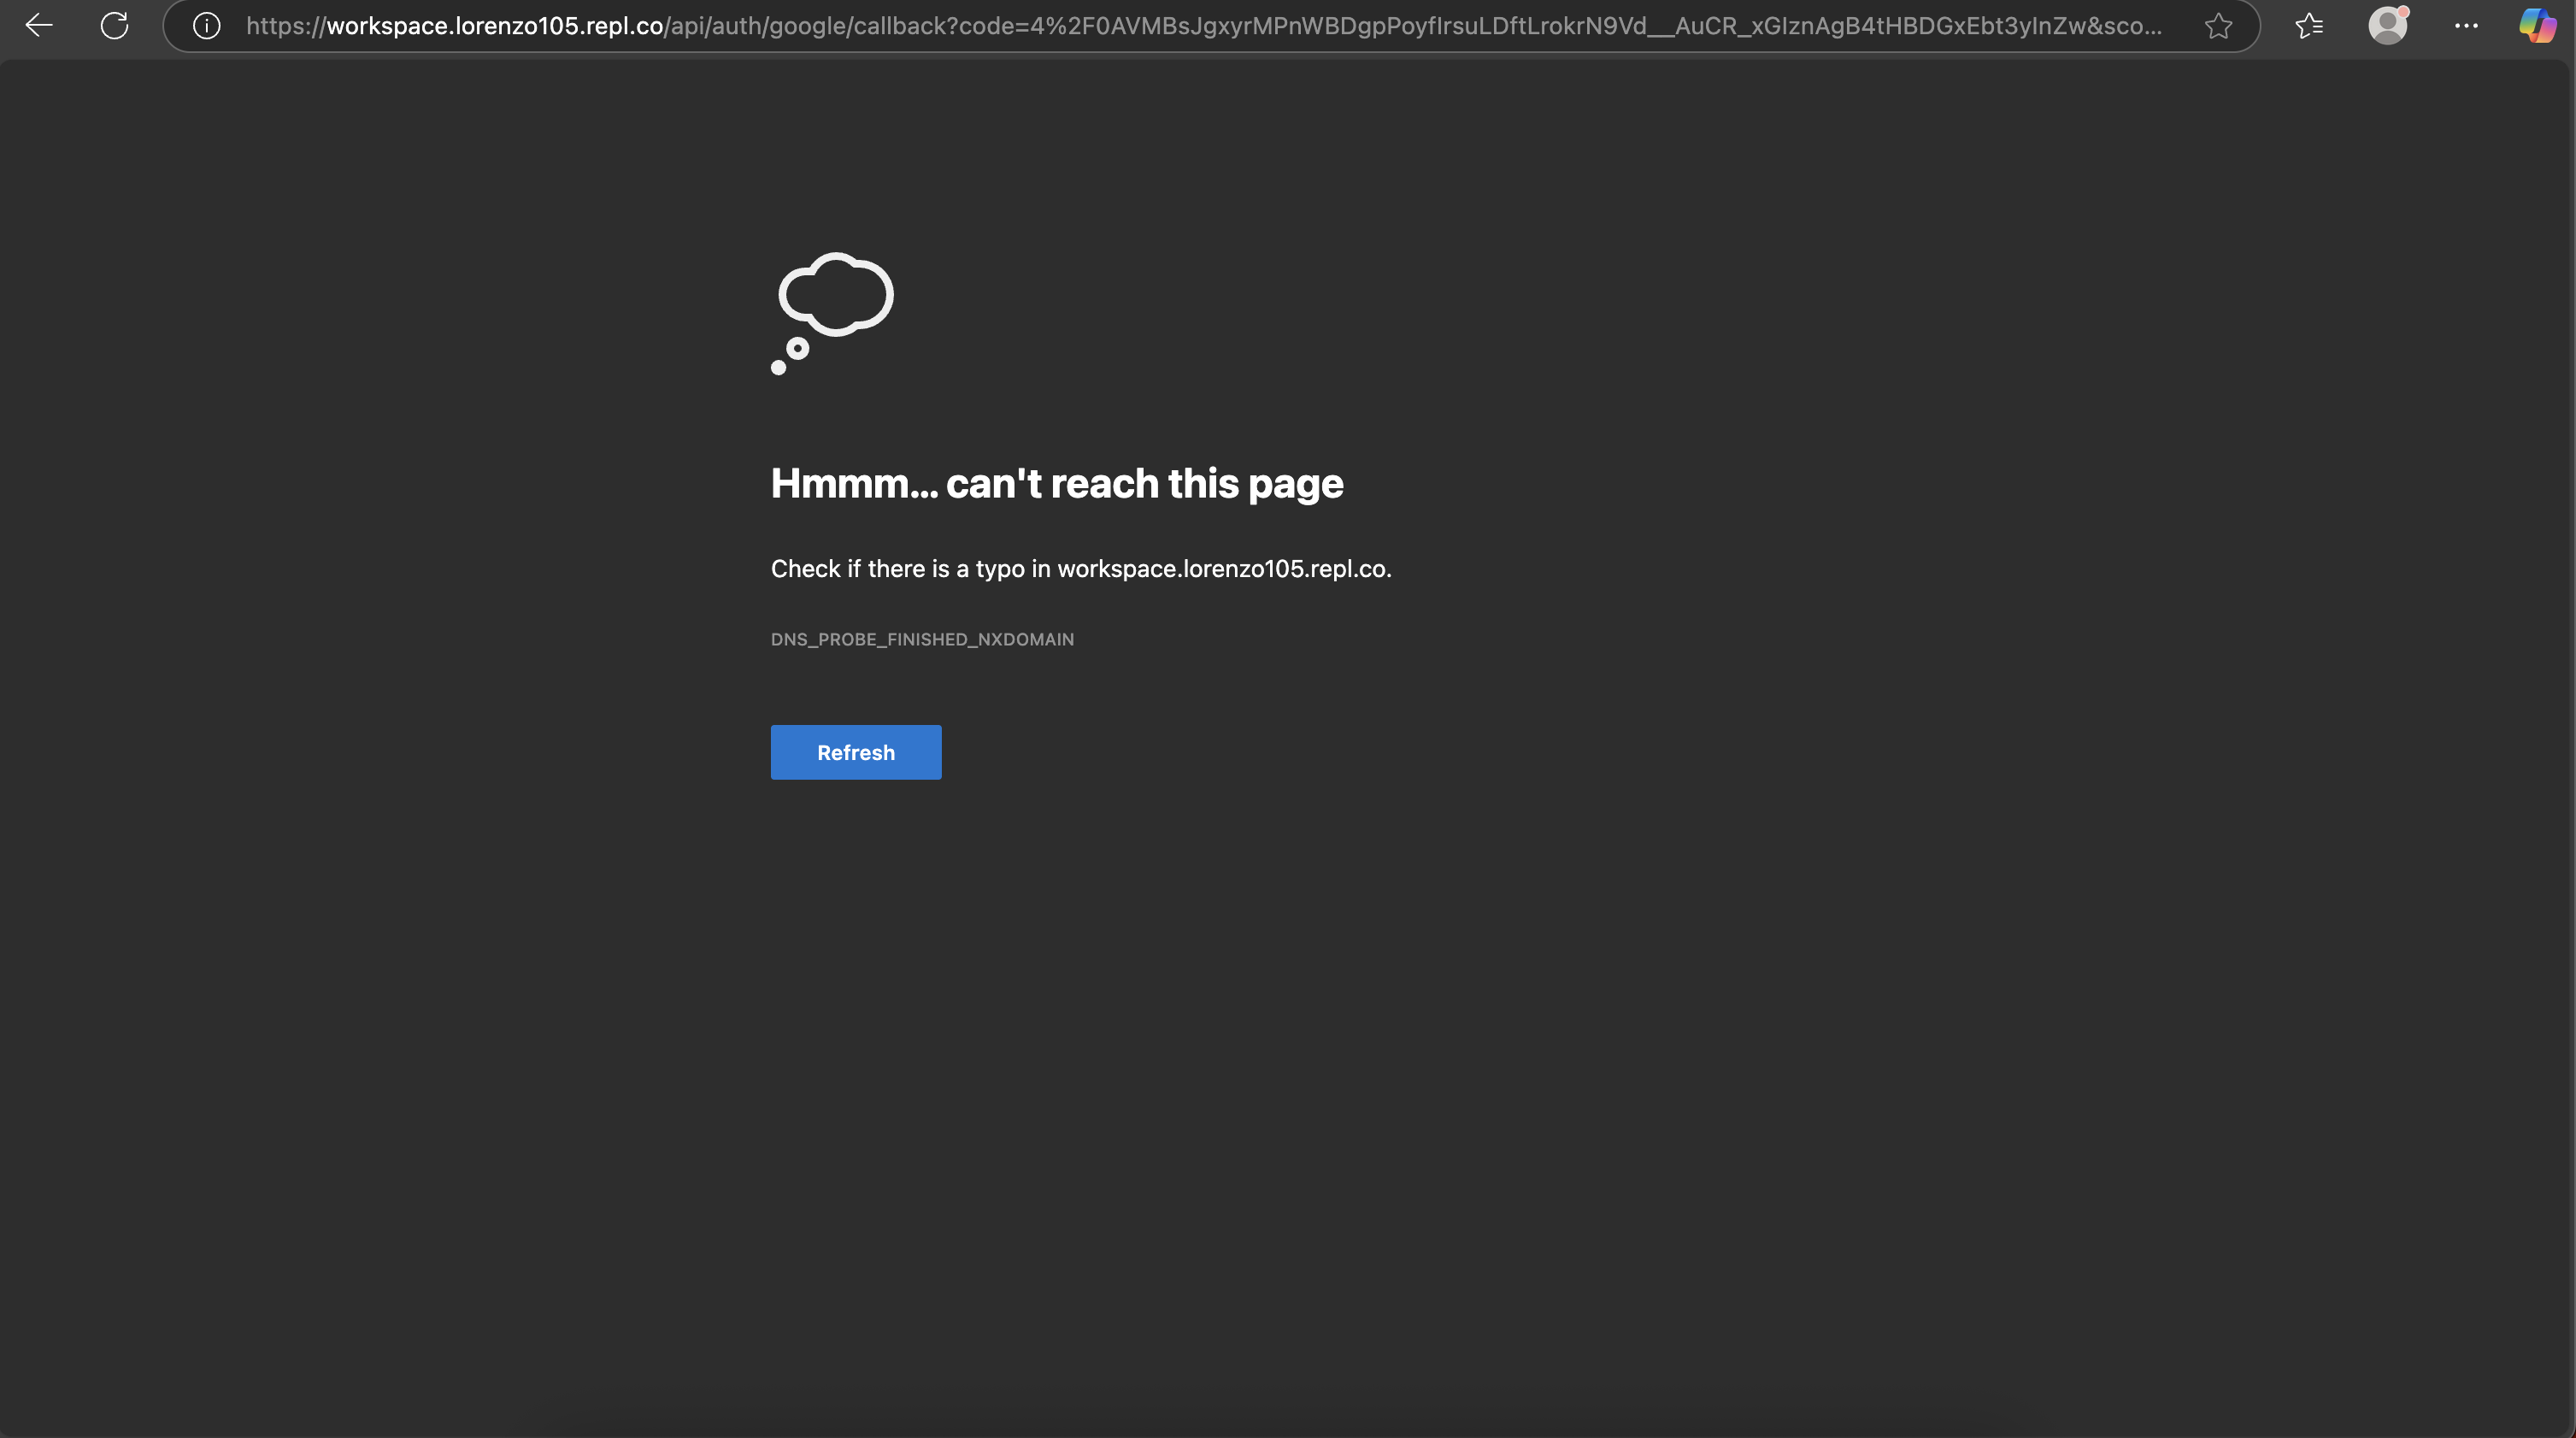 https://workspace.lorenzo105.repl.co/api/auth/google/callback?code=4%2F0AVMBsJgxyrMPnWBDgpPoyfIrsuLDftLrokrN9Vd__AuCR_xGIznAgB4tHBDGxEbt3yInZw&sco...
Hmmm... can't reach this page
Check if there is a typo in workspace.lorenzo105.repl.co.
DNS_PROBE_FINISHED_NXDOMAIN
Refresh